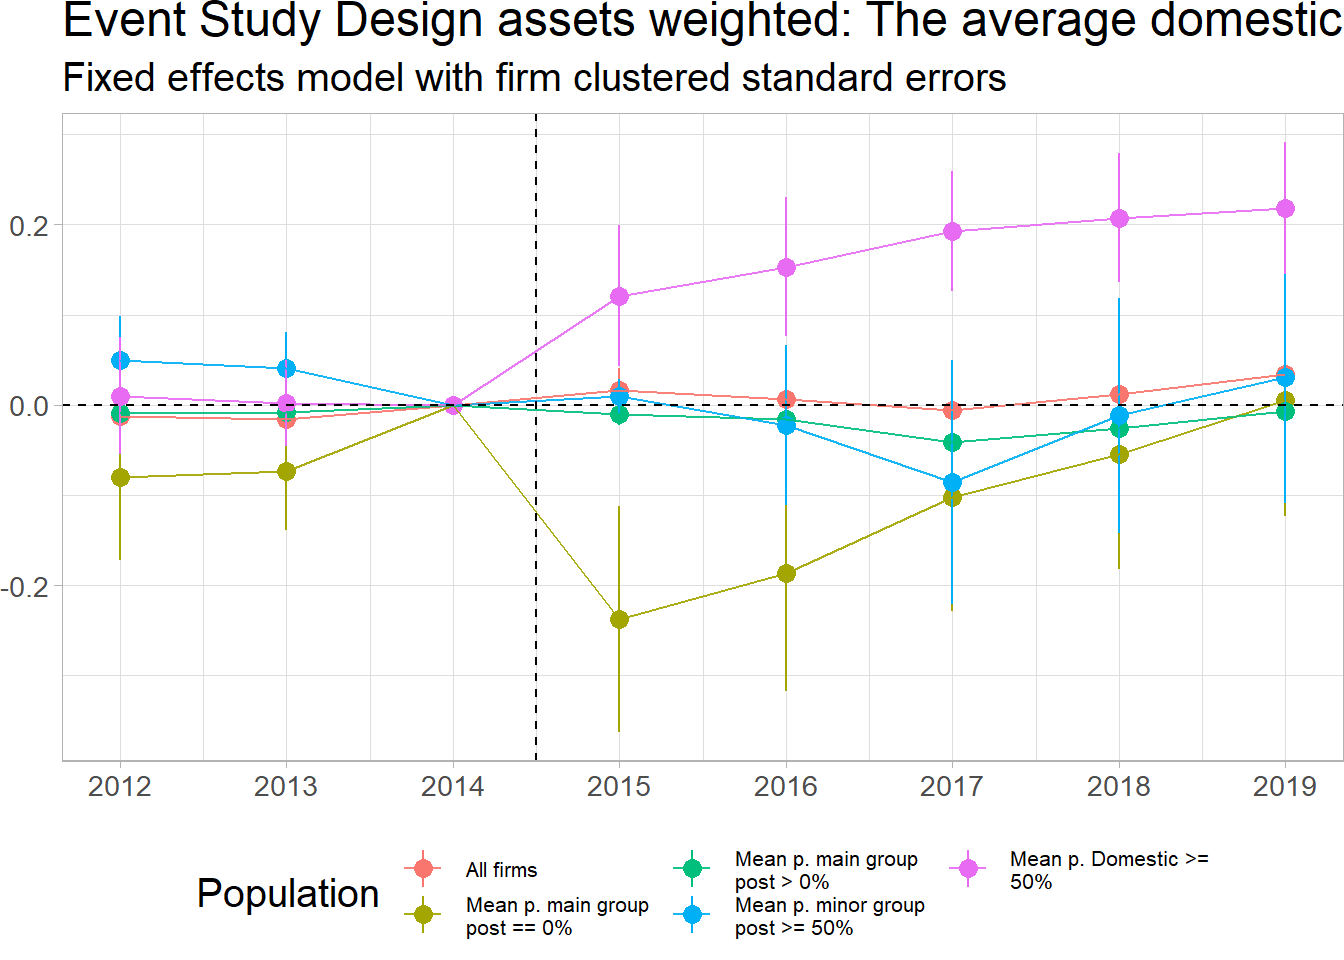 Event Study Design assets weighted: The average domestic
Fixed effects model with firm clustered standard errors
0.2
0.0
-0.2
2012 2013 2014 2015 2016 2017 2018 2019
Population
All firms
Mean p. main group
post == 0%
Mean p. main group
post > 0%
Mean p. minor group
post >= 50%
Mean p. Domestic >=
50%